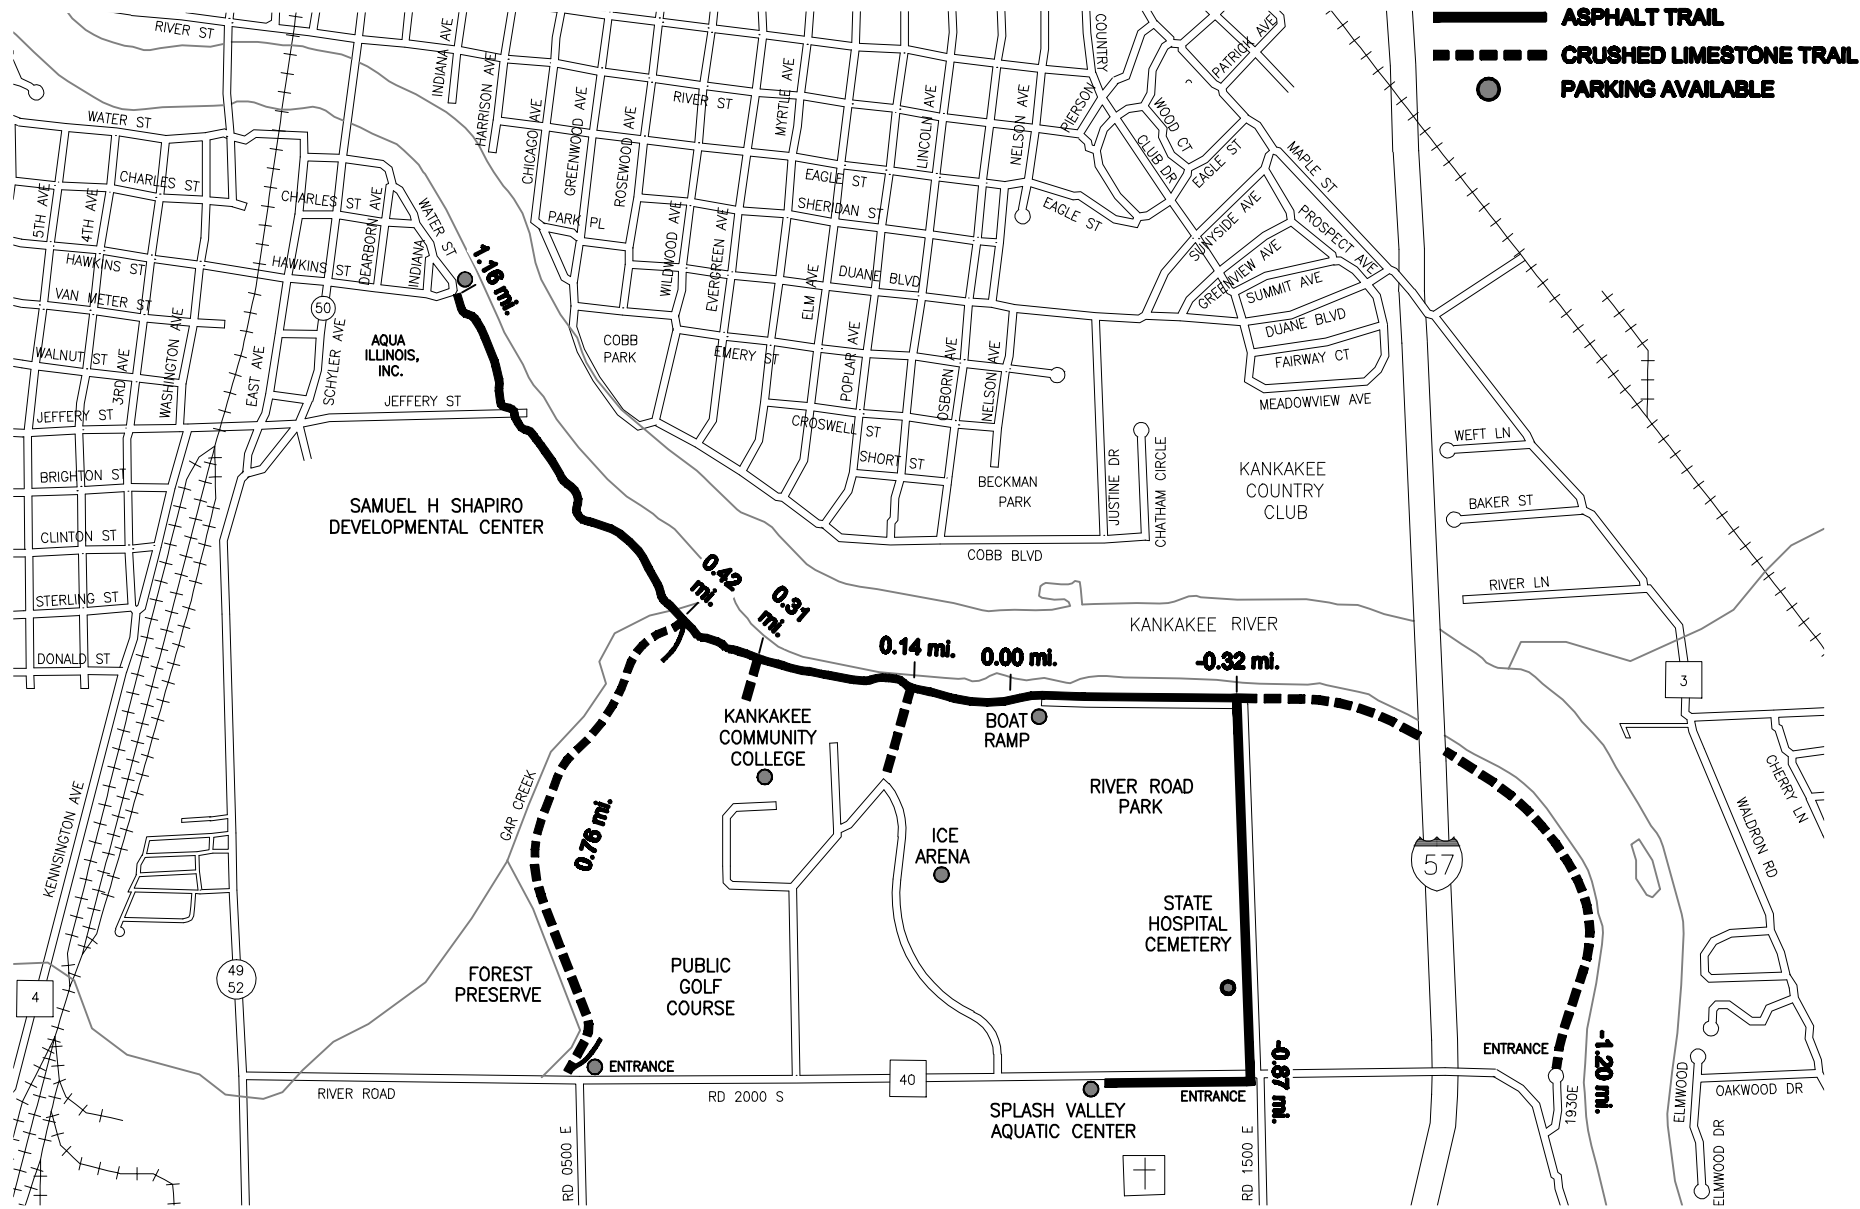 ASPHALT TRAIL
CRUSHED LIMESTONE TRAIL
PARKING AVAILABLE
RIVER ST
INDIANA AVE
HARRISON AVE
CHICAGO AVE
GREENWOOD AVE
ROSEWOOD AVE
RIVER ST
MYRTLE AVE
LINCOLN AVE
NELSON AVE
COUNTRY
PIERSON
CLUB DR
WOOD CT
PATRICK AVE
EAGLE ST
MAPLE ST
WATER ST
CHARLES ST
5TH AVE
4TH AVE
HAWKINS ST
VAN METER ST
WALNUT ST
3RD AVE
WASHINGTON AVE
JEFFERY ST
BRIGHTON ST
CLINTON ST
STERLING ST
DONALD ST
CHARLES ST
DEARBORN AVE
WATER ST
INDIANA
HAWKINS ST
50
SCHYLER AVE
EAST AVE
AQUA
ILLINOIS,
INC.
JEFFERY ST
1.16 mi.
PARK PL
WILDWOOD AVE
EVERGREEN AVE
EAGLE ST
SHERIDAN ST
DUANE BLVD
ELM AVE
EAGLE ST
SUNYSIDE AVE
GREENVIEW AVE
PROSPECT AVE
SUMMIT AVE
DUANE BLVD
FAIRWAY CT
MEADOWVIEW AVE
COBB
PARK
EMERY ST
POPLAR AVE
OSBORN AVE
NELSON AVE
CROSWELL ST
SHORT ST
BECKMAN
PARK
JUSTINE DR
CHATHAM CIRCLE
COBB BLVD
KANKAKEE
COUNTRY
CLUB
WEFT LN
BAKER ST
RIVER LN
SAMUEL H SHAPIRO
DEVELOPMENTAL CENTER
0.42
mi.
0.31
mi.
0.14 mi.
0.00 mi.
-0.32 mi.
KANKAKEE RIVER
3
KANKAKEE
COMMUNITY
COLLEGE
BOAT
RAMP
RIVER ROAD
PARK
GAR CREEK
0.76 mi.
ICE
ARENA
STATE
HOSPITAL
CEMETERY
57
CHERRY LN
WALDRON RD
KENNSINGTON AVE
4
49
52
FOREST
PRESERVE
PUBLIC
GOLF
COURSE
ENTRANCE
RIVER ROAD
RD 2000 S
40
RD 0500 E
SPLASH VALLEY
AQUATIC CENTER
ENTRANCE
-0.87 mi.
RD 1500 E
ENTRANCE
-1.20 mi.
1930E
ELMWOOD
OAKWOOD DR
ELMWOOD DR